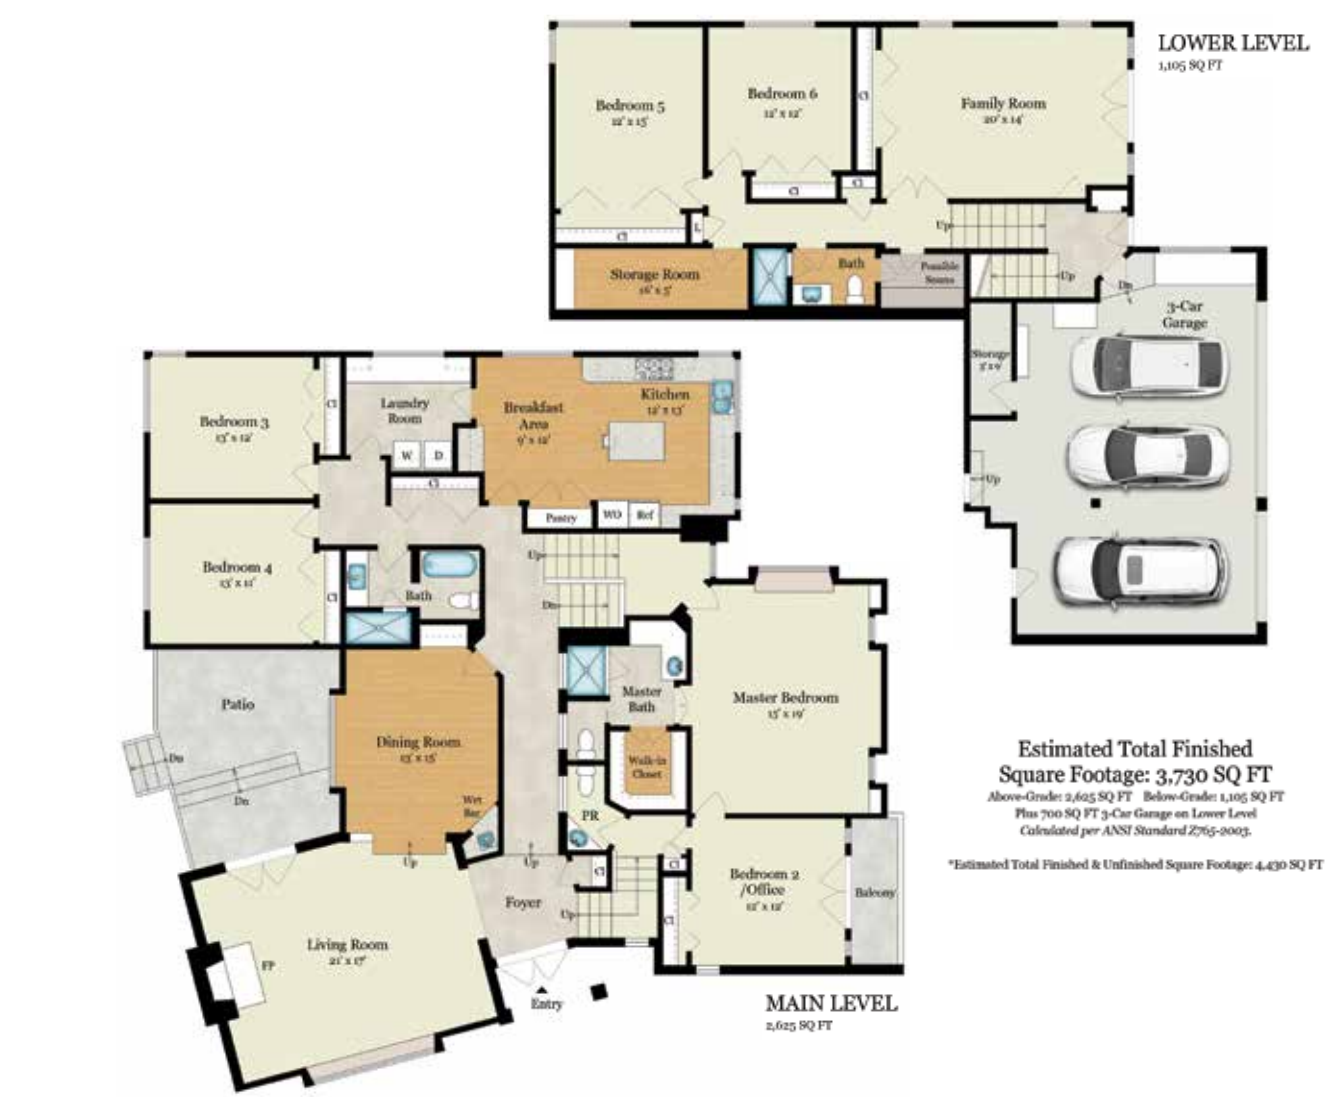 LOWER LEVEL
1,105 SQ FT
Bedroom 5
12' x 15'
Bedroom 6
12' x 12'
Cl
Family Room
20' x 14'
Cl
Cl
Cl
L
Up
Storage Room
16' x 5'
Bath
Possible
Sauna
Up
Dn
3-Car
Garage
Storage
3' x 9'
Up
Bedroom 3
13' x 12'
Cl
Laundry
Room
W
D
Cl
Breakfast
Area
9' x 12'
Kitchen
12' x 13'
Pantry
WO
Ref
Bedroom 4
13' x 11'
Cl
Bath
Up
Dn
Patio
Dn
Dn
Dining Room
13' x 15'
Wet
Bar
Up
Master
Bath
Walk-in
Closet
PR
Master Bedroom
15' x 19'
Up
Foyer
Cl
Up
Cl
Cl
Bedroom 2
/Office
12' x 12'
Balcony
Living Room
21' x 17'
FP
Entry
MAIN LEVEL
2,625 SQ FT
Estimated Total Finished
Square Footage: 3,730 SQ FT
Above-Grade: 2,625 SQ FT Below-Grade: 1,105 SQ FT
Plus 700 SQ FT 3-Car Garage on Lower Level
Calculated per ANSI Standard Z765-2003.
*Estimated Total Finished & Unfinished Square Footage: 4,430 SQ FT